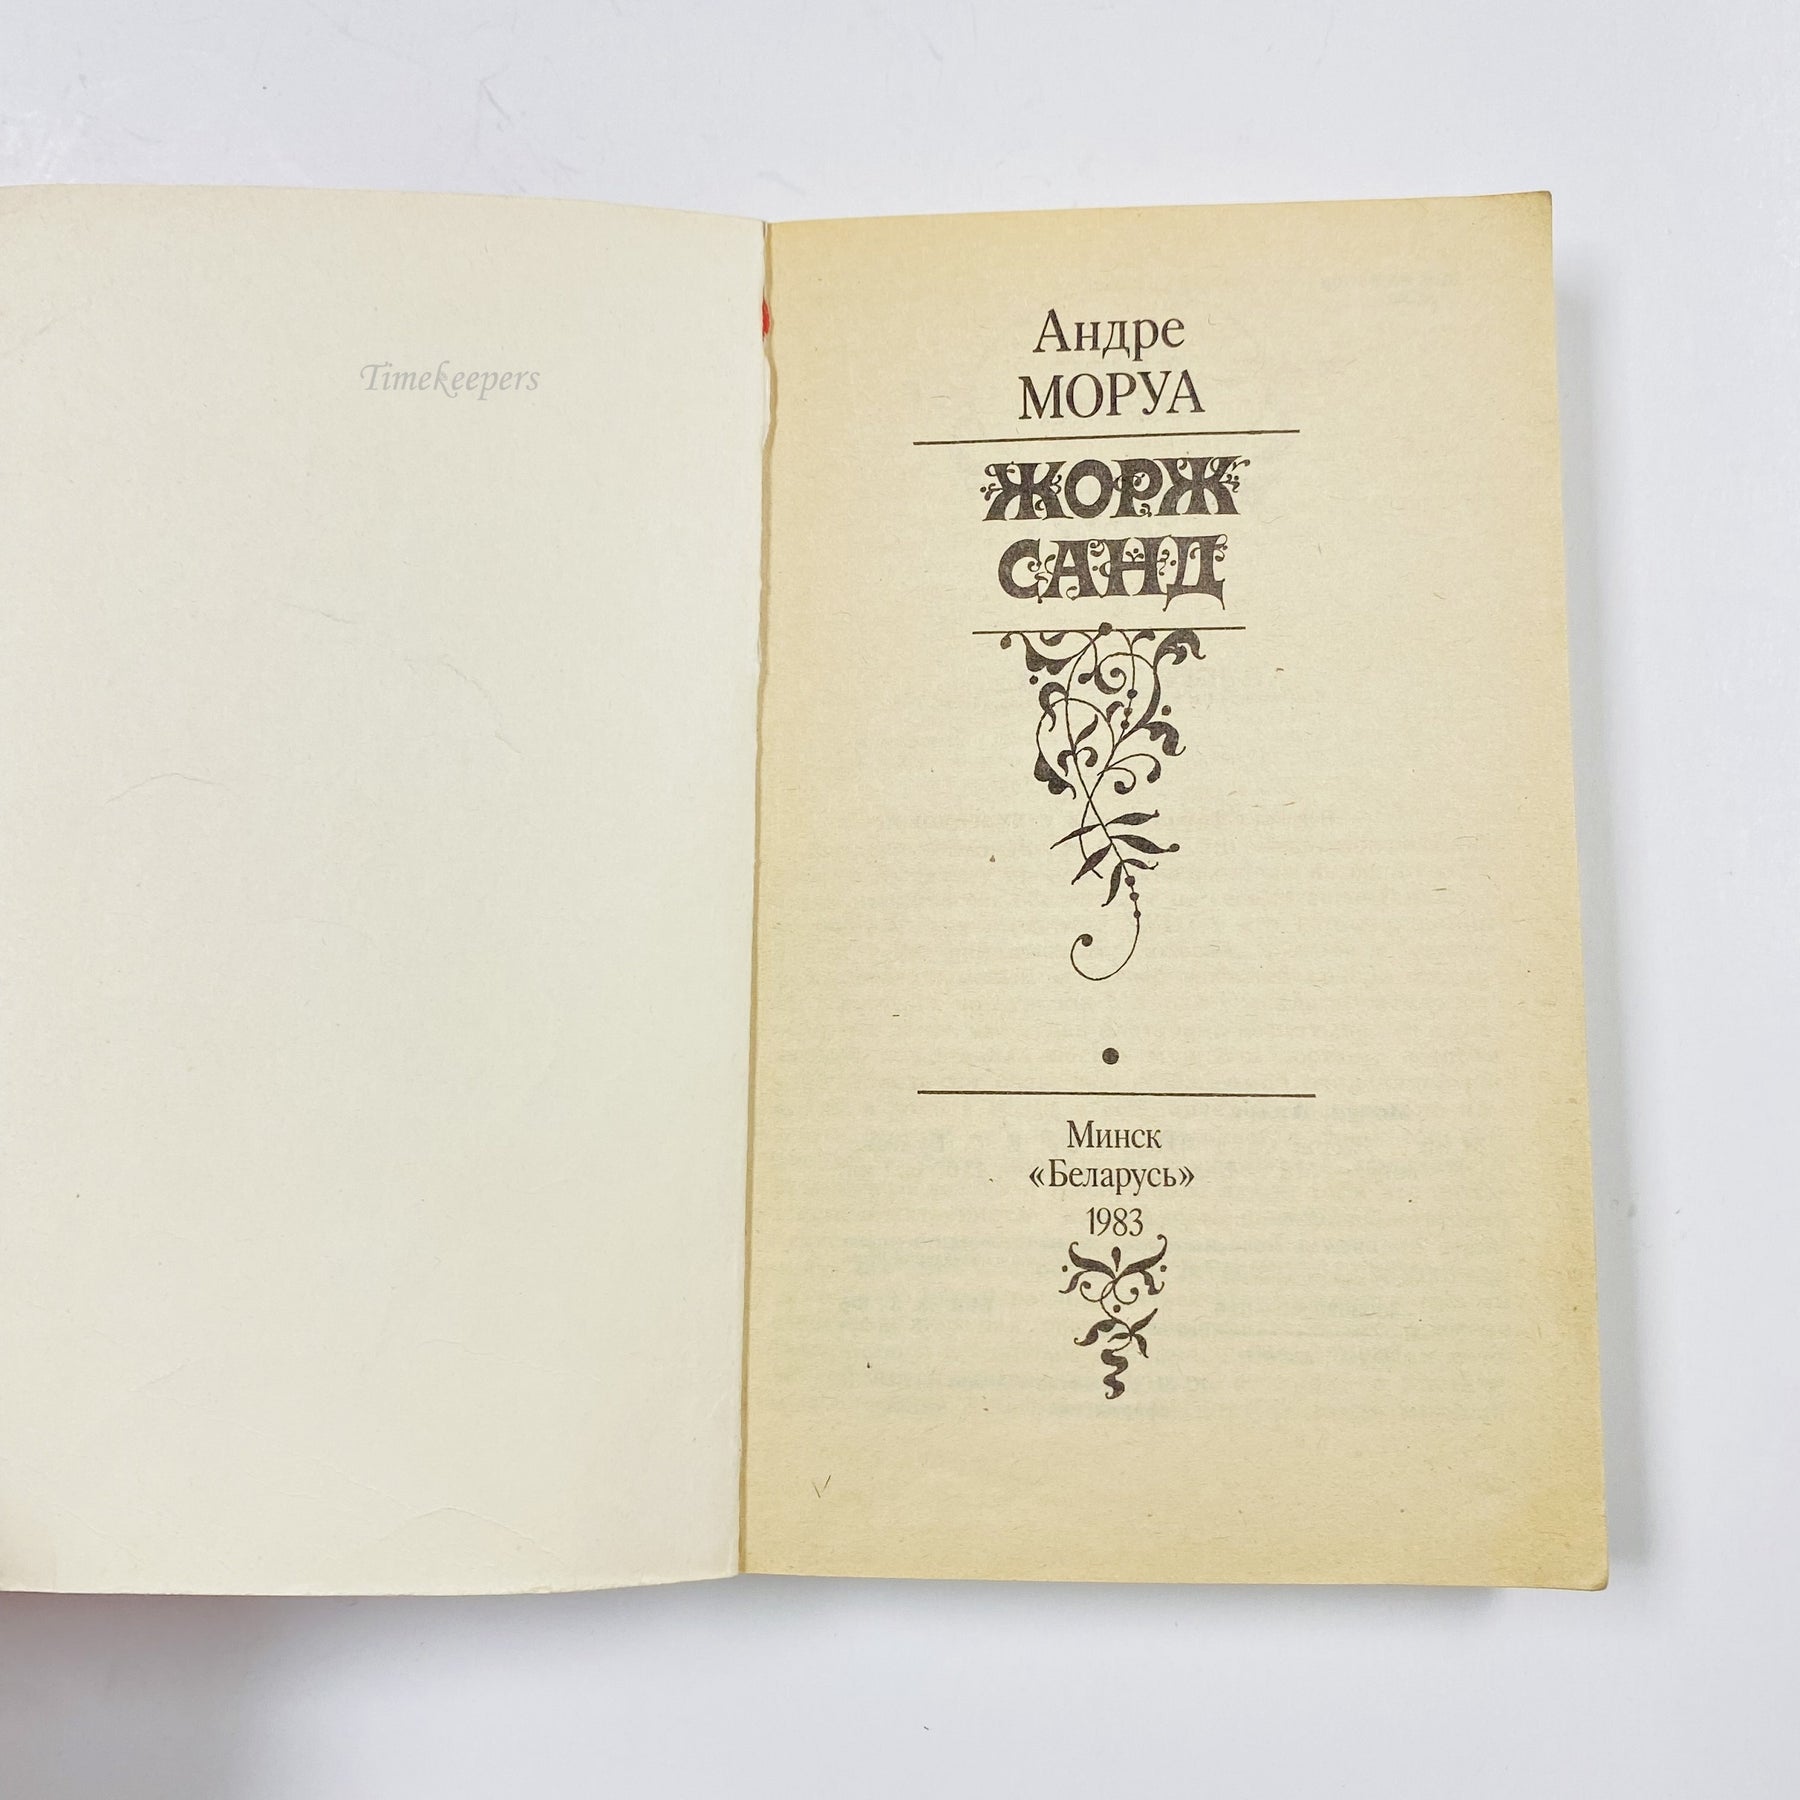 Timekeepers
Андре
МОРУА
ЖОРЖ
САНД
Минск
«Беларусь»
1983